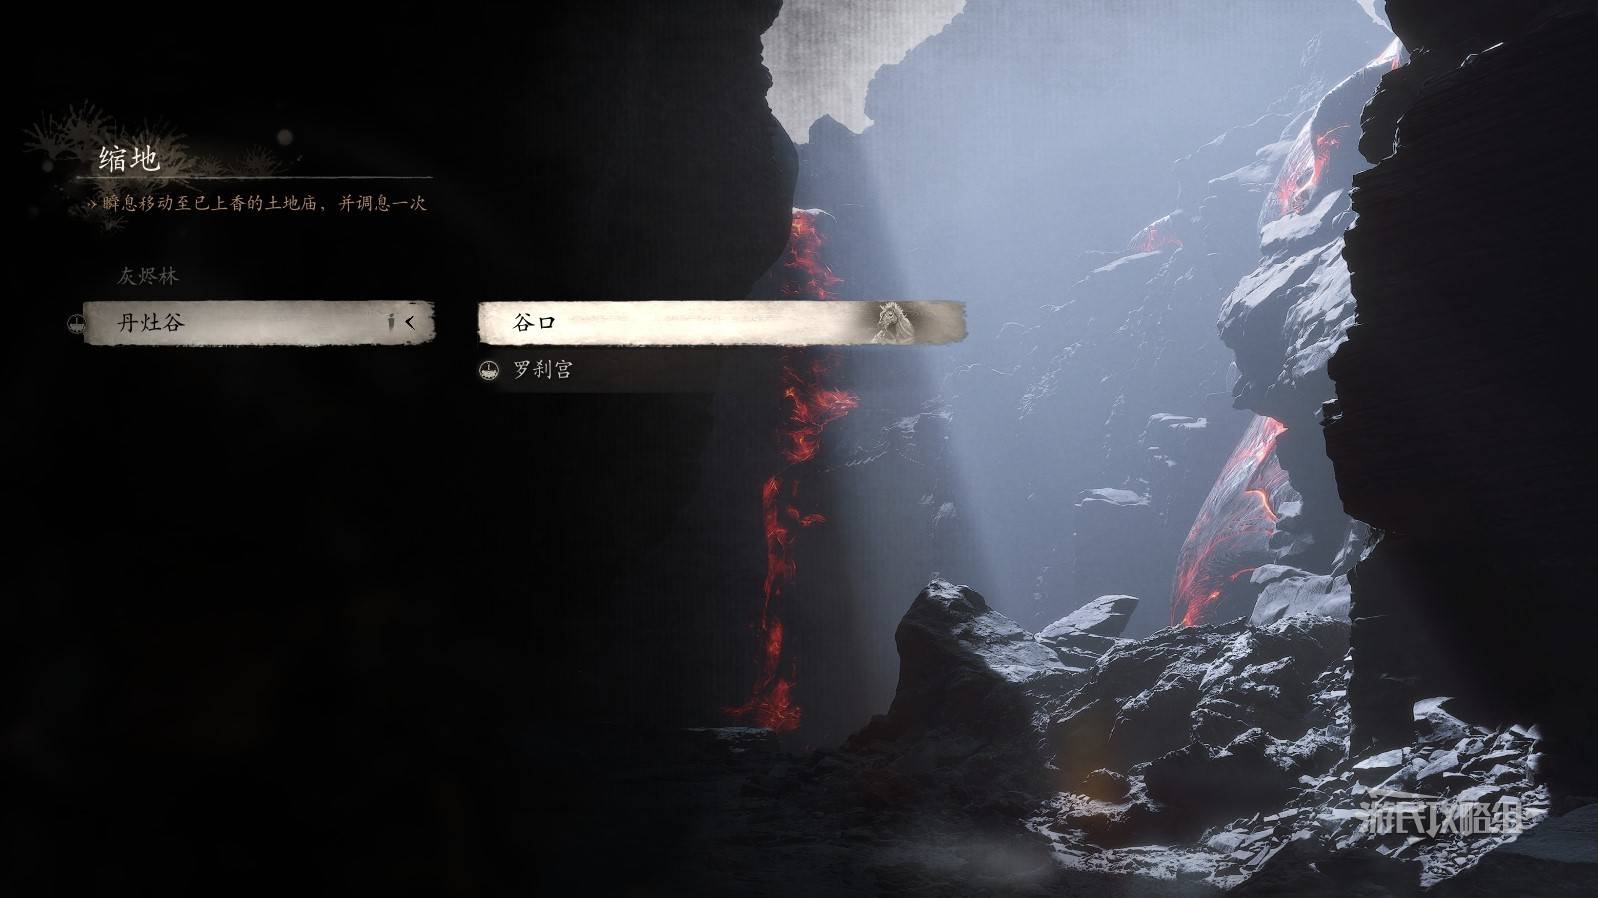 缩地
瞬息移动至已上香的土地庙，并调息一次
灰烬林
丹灶谷
谷口
罗刹宫
游民攻略组